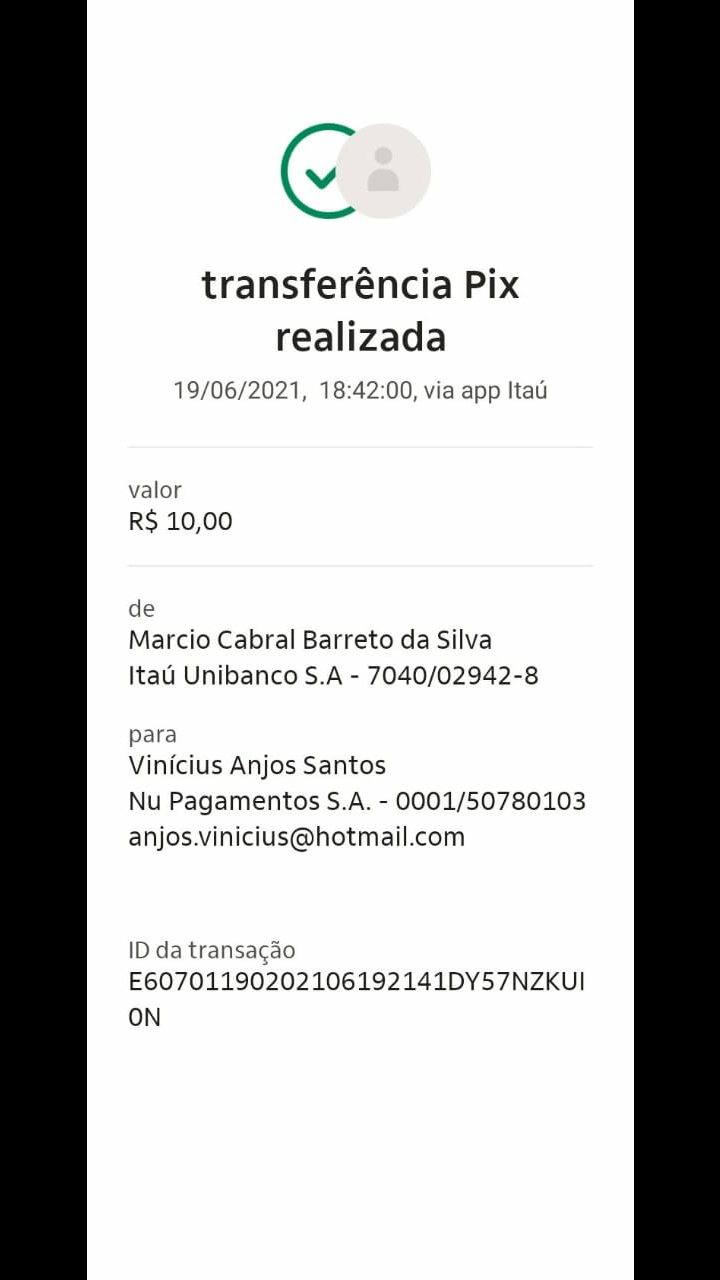 transferência Pix
realizada
19/06/2021, 18:42:00, via app Itaú
valor
R$ 10,00
de
Marcio Cabral Barreto da Silva
Itaú Unibanco S.A - 7040/02942-8
para
Vinícius Anjos Santos
Nu Pagamentos S.A. - 0001/50780103
anjos.vinicius@hotmail.com
ID da transação
E60701190202106192141DY57NZKUI
0N